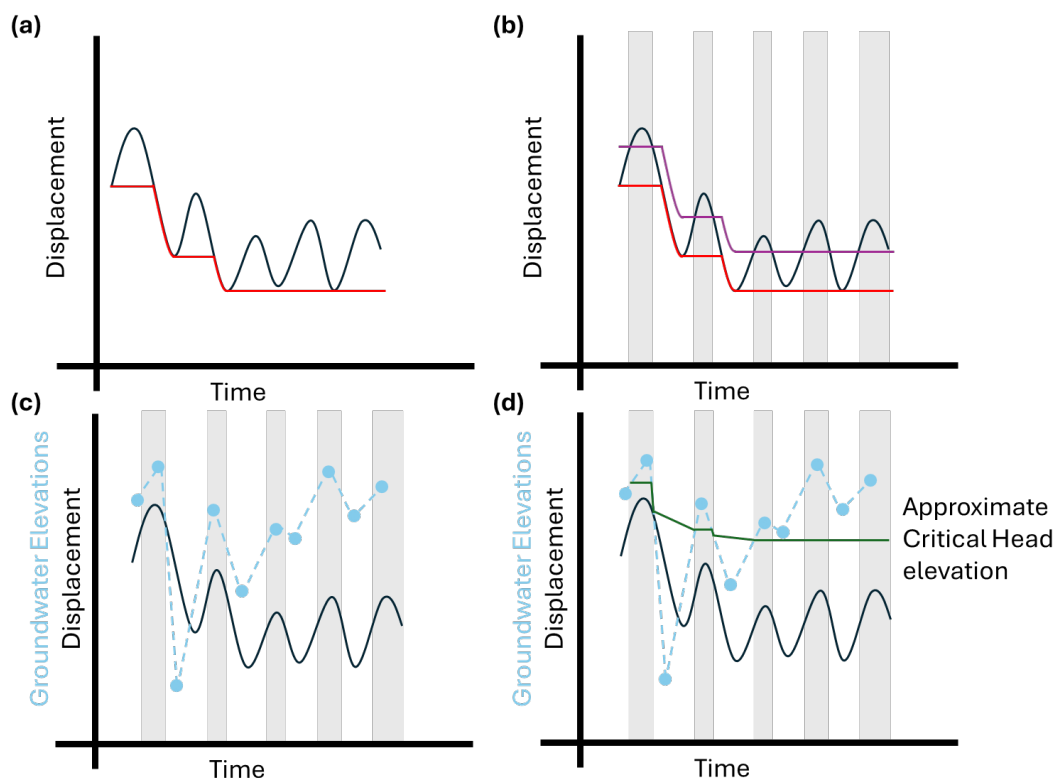 (a)
Displacement
Time
(b)
Displacement
Time
(c)
Groundwater Elevations
Displacement
Time
(d)
Groundwater Elevations
Displacement
Approximate
Critical Head
elevation
Time